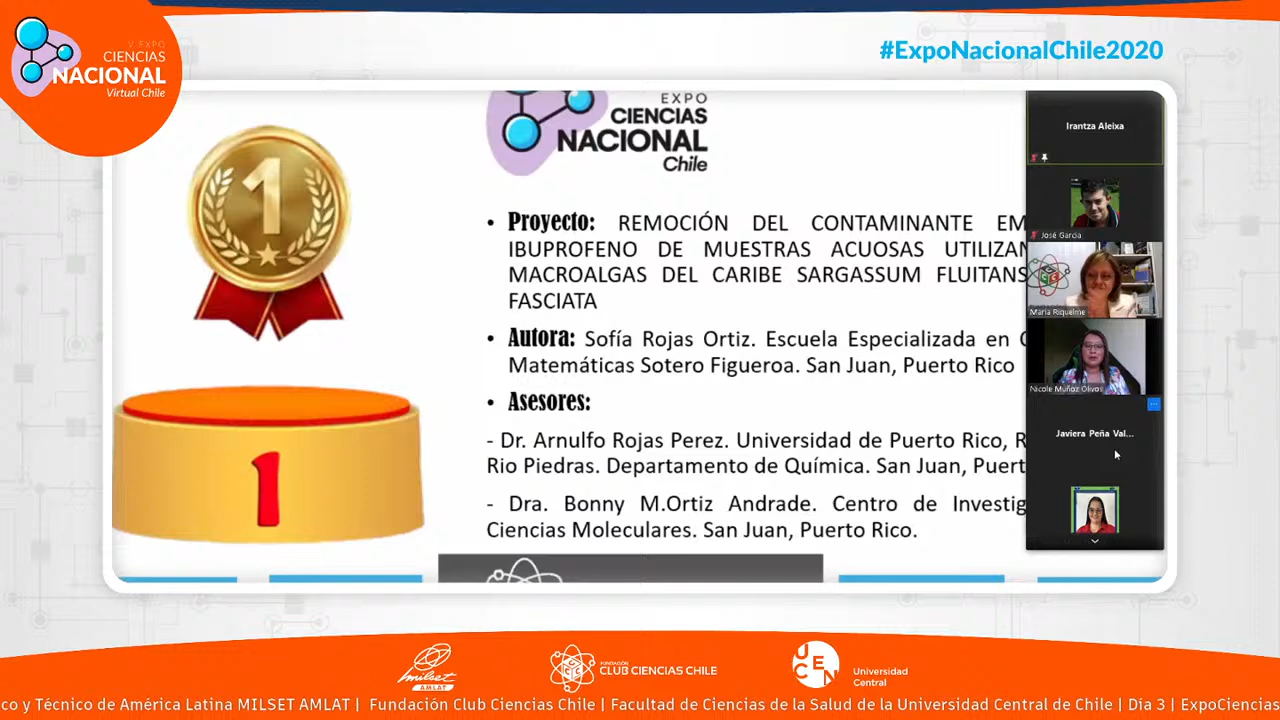 V EXPO
CIENCIAS
NACIONAL
Virtual Chile
#ExpoNacionalChile2020
1
1
EXPO
CIENCIAS
NACIONAL
Chile
• Proyecto: REMOCIÓN DEL CONTAMINANTE EM
IBUPROFENO DE MUESTRAS ACUOSAS UTILIZAN
MACROALGAS DEL CARIBE SARGASSUM FLUITANS
FASCIATA
• Autora: Sofía Rojas Ortiz. Escuela Especializada en C
Matemáticas Sotero Figueroa. San Juan, Puerto Rico
• Asesores:
- Dr. Arnulfo Rojas Perez. Universidad de Puerto Rico, R
Rio Piedras. Departamento de Química. San Juan, Puert
- Dra. Bonny M.Ortiz Andrade. Centro de Investig
Ciencias Moleculares. San Juan, Puerto Rico.
Irantza Aleixa
José Garcia
María Riquelme
Nicole Muñoz Olivos
Javiera Peña Val...
milset
AMLAT
FUNDACIÓN
CLUB CIENCIAS CHILE
UCEN
Universidad
Central
co y Técnico de América Latina MILSET AMLAT | Fundación Club Ciencias Chile | Facultad de Ciencias de la Salud de la Universidad Central de Chile | Día 3 | ExpoCiencias